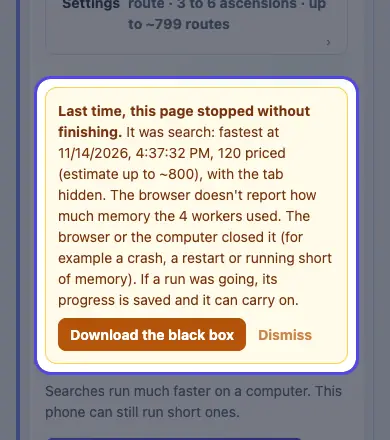 Settings route · 3 to 6 ascensions · up
to ~799 routes
›
Last time, this page stopped without
finishing. It was search: fastest at
11/14/2026, 4:37:32 PM, 120 priced
(estimate up to ~800), with the tab
hidden. The browser doesn't report how
much memory the 4 workers used. The
browser or the computer closed it (for
example a crash, a restart or running short
of memory). If a run was going, its
progress is saved and it can carry on.
Download the black box Dismiss
Searches run much faster on a computer. This
phone can still run short ones.